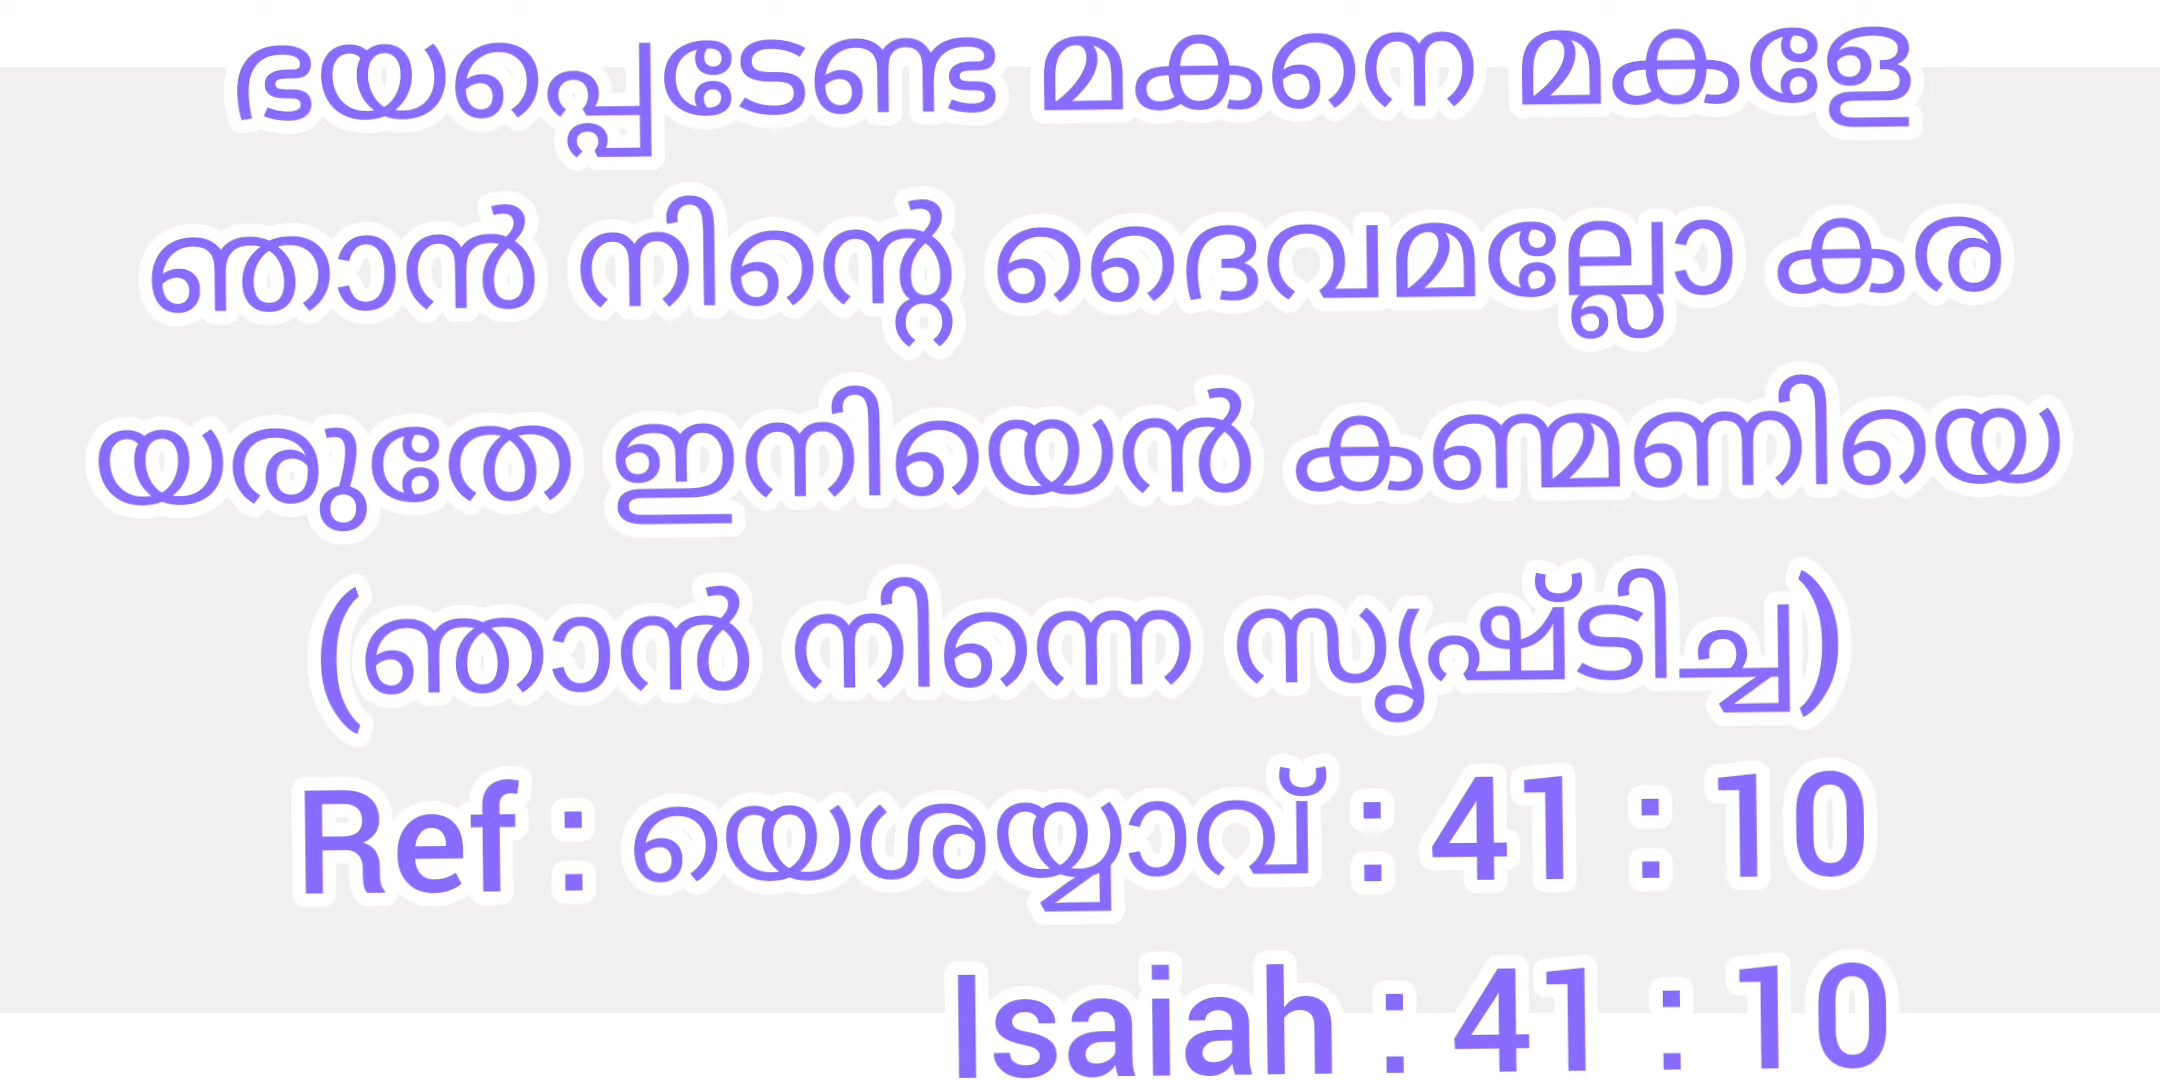 ഭയപ്പെടേണ്ട മകനെ മകളേ
ഞാൻ നിന്റെ ദൈവമല്ലോ കര
യരുതേ ഇനിയെൻ കണ്മണിയെ
(ഞാൻ നിന്നെ സൃഷ്ടിച്ച)
Ref : യെശയ്യാവ് : 41 : 10
Isaiah : 41 : 10